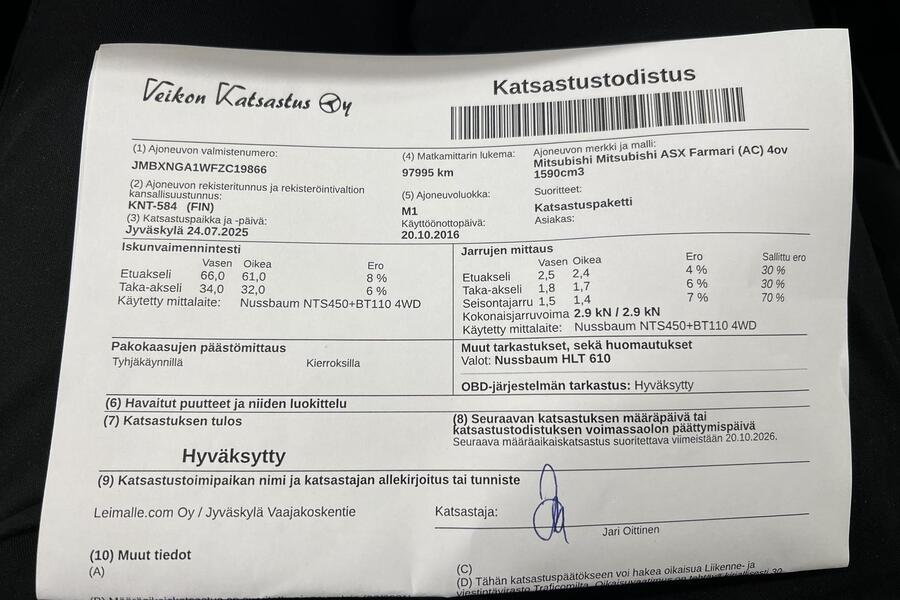 Veikon Katsastus Oy
Katsastustodistus
(1) Ajoneuvon valmistenumero:
JMBXNGA1WFZC19866
(2) Ajoneuvon rekisteritunnus ja rekisteröintivaltion
kansallisuustunnus:
KNT-584 (FIN)
(3) Katsastuspaikka ja -päivä:
Jyväskylä 24.07.2025
(4) Matkamittarin lukema:
97995 km
(5) Ajoneuvoluokka:
M1
Käyttöönottopäivä:
20.10.2016
Ajoneuvon merkki ja malli:
Mitsubishi Mitsubishi ASX Farmari (AC) 4ov
1590cm3
Suoritteet:
Katsastuspaketti
Asiakas:
Iskunvaimennintesti
Vasen Oikea Ero
Etuakseli 66,0 61,0 8 %
Taka-akseli 34,0 32,0 6 %
Käytetty mittalaite: Nussbaum NTS450+BT110 4WD
Jarrujen mittaus
Vasen Oikea Ero Sallittu ero
Etuakseli 2,5 2,4 4 % 30 %
Taka-akseli 1,8 1,7 6 % 30 %
Seisontajarru 1,5 1,4 7 % 70 %
Kokonaisjarruvoima 2.9 kN / 2.9 kN
Käytetty mittalaite: Nussbaum NTS450+BT110 4WD
Pakokaasujen päästömittaus
Tyhjäkäynnillä Kierroksilla
Muut tarkastukset, sekä huomautukset
Valot: Nussbaum HLT 610
OBD-järjestelmän tarkastus: Hyväksytty
(6) Havaitut puutteet ja niiden luokittelu
(7) Katsastuksen tulos
Hyväksytty
(8) Seuraavan katsastuksen määräpäivä tai
katsastustodistuksen voimassaolon päättymispäivä
Seuraava määräaikaiskatsastus suoritettava viimeistään 20.10.2026.
(9) Katsastustoimipaikan nimi ja katsastajan allekirjoitus tai tunniste
Leimalle.com Oy / Jyväskylä Vaajakoskentie
Katsastaja:
Jari Oittinen
(10) Muut tiedot
(A)
(C)
(D) Tähän katsastuspäätökseen voi hakea oikaisua Liikenne- ja
viestintävirasto Traficomilta. Oikaisuvaatimus on tehtävä kirjallisesti 30